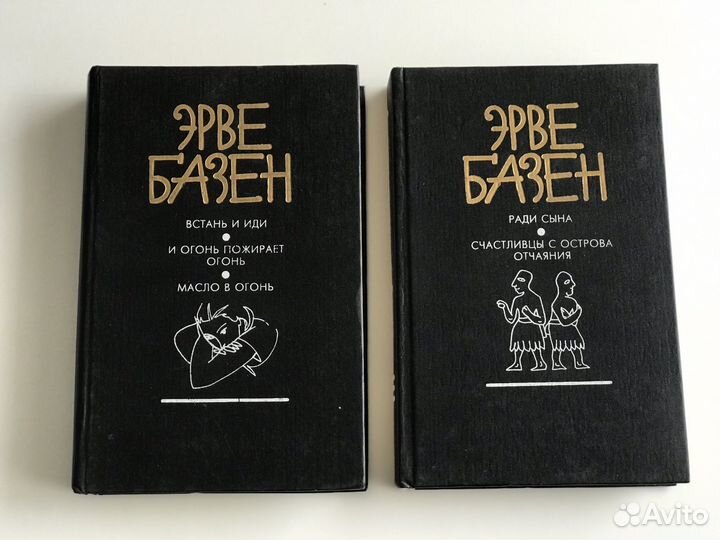 ЭРВЕ
БАЗЕН
ВСТАНЬ И ИДИ
И ОГОНЬ ПОЖИРАЕТ
ОГОНЬ
МАСЛО В ОГОНЬ
ЭРВЕ
БАЗЕН
РАДИ СЫНА
СЧАСТЛИВЦЫ С ОСТРОВА
ОТЧАЯНИЯ
Avito